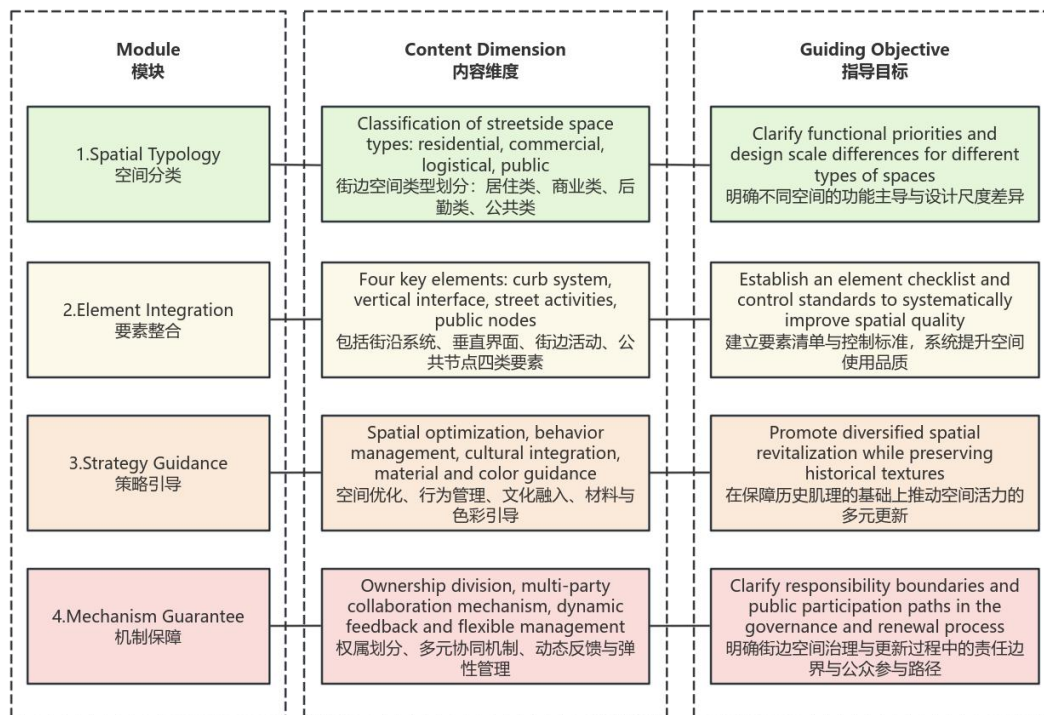 Module
模块
Content Dimension
内容维度
Guiding Objective
指导目标
1.Spatial Typology
空间分类
Classification of streetside space
types: residential, commercial,
logistical, public
街边空间类型划分：居住类、商业类、后
勤类、公共类
Clarify functional priorities and
design scale differences for different
types of spaces
明确不同空间的功能主导与设计尺度差异
2.Element Integration
要素整合
Four key elements: curb system,
vertical interface, street activities,
public nodes
包括街沿系统、垂直界面、街边活动、公
共节点四类要素
Establish an element checklist and
control standards to systematically
improve spatial quality
建立要素清单与控制标准，系统提升空间
使用品质
3.Strategy Guidance
策略引导
Spatial optimization, behavior
management, cultural integration,
material and color guidance
空间优化、行为管理、文化融入、材料与
色彩引导
Promote diversified spatial
revitalization while preserving
historical textures
在保障历史肌理的基础上推动空间活力的
多元更新
4.Mechanism Guarantee
机制保障
Ownership division, multi-party
collaboration mechanism, dynamic
feedback and flexible management
权属划分、多元协同机制、动态反馈与弹
性管理
Clarify responsibility boundaries and
public participation paths in the
governance and renewal process
明确街边空间治理与更新过程中的责任边
界与公众参与路径